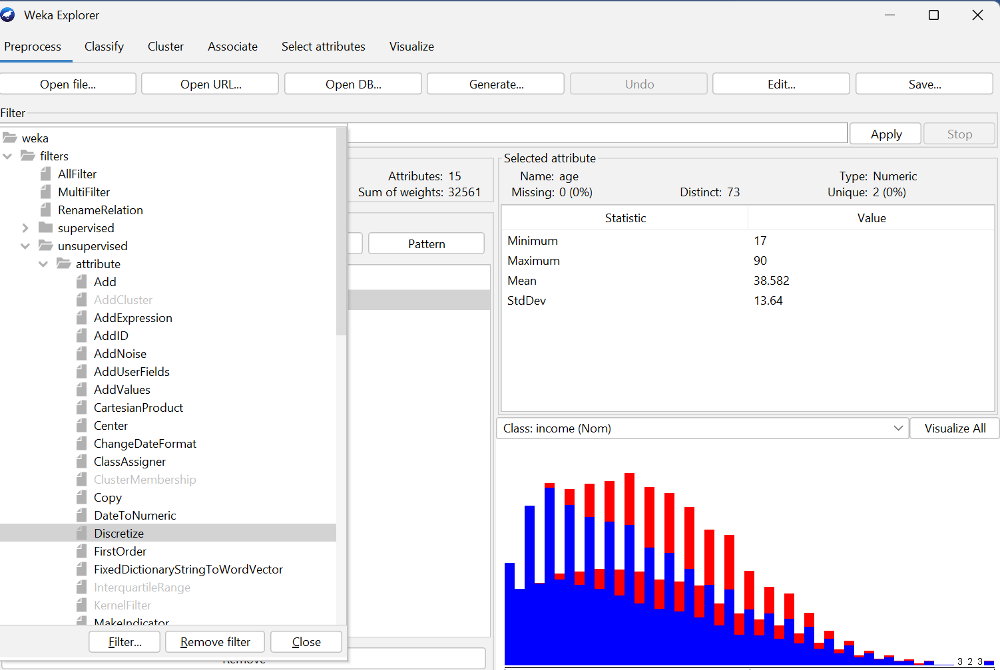 Weka Explorer
Preprocess Classify Cluster Associate Select attributes Visualize
Open file... Open URL... Open DB... Generate... Undo Edit... Save...
Filter
Apply Stop
weka
filters
AllFilter
MultiFilter
RenameRelation
supervised
unsupervised
attribute
Add
AddCluster
AddExpression
AddID
AddNoise
AddUserFields
AddValues
CartesianProduct
Center
ChangeDateFormat
ClassAssigner
ClusterMembership
Copy
DateToNumeric
Discretize
FirstOrder
FixedDictionaryStringToWordVector
InterquartileRange
KernelFilter
MakeIndicator
Filter... Remove filter Close
Remove
Attributes: 15
Sum of weights: 32561
Pattern
Selected attribute
Name: age Type: Numeric
Missing: 0 (0%) Distinct: 73 Unique: 2 (0%)
Statistic Value
Minimum 17
Maximum 90
Mean 38.582
StdDev 13.64
Class: income (Nom) Visualize All
3 2 3